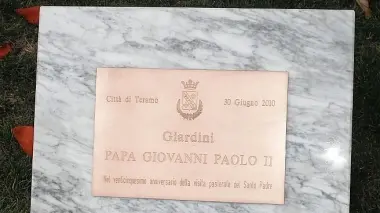 Città di Teramo 30 Giugno 2010
Giardini
PAPA GIOVANNI PAOLO II
Nel venticinquesimo anniversario della visita pastorale del Santo Padre